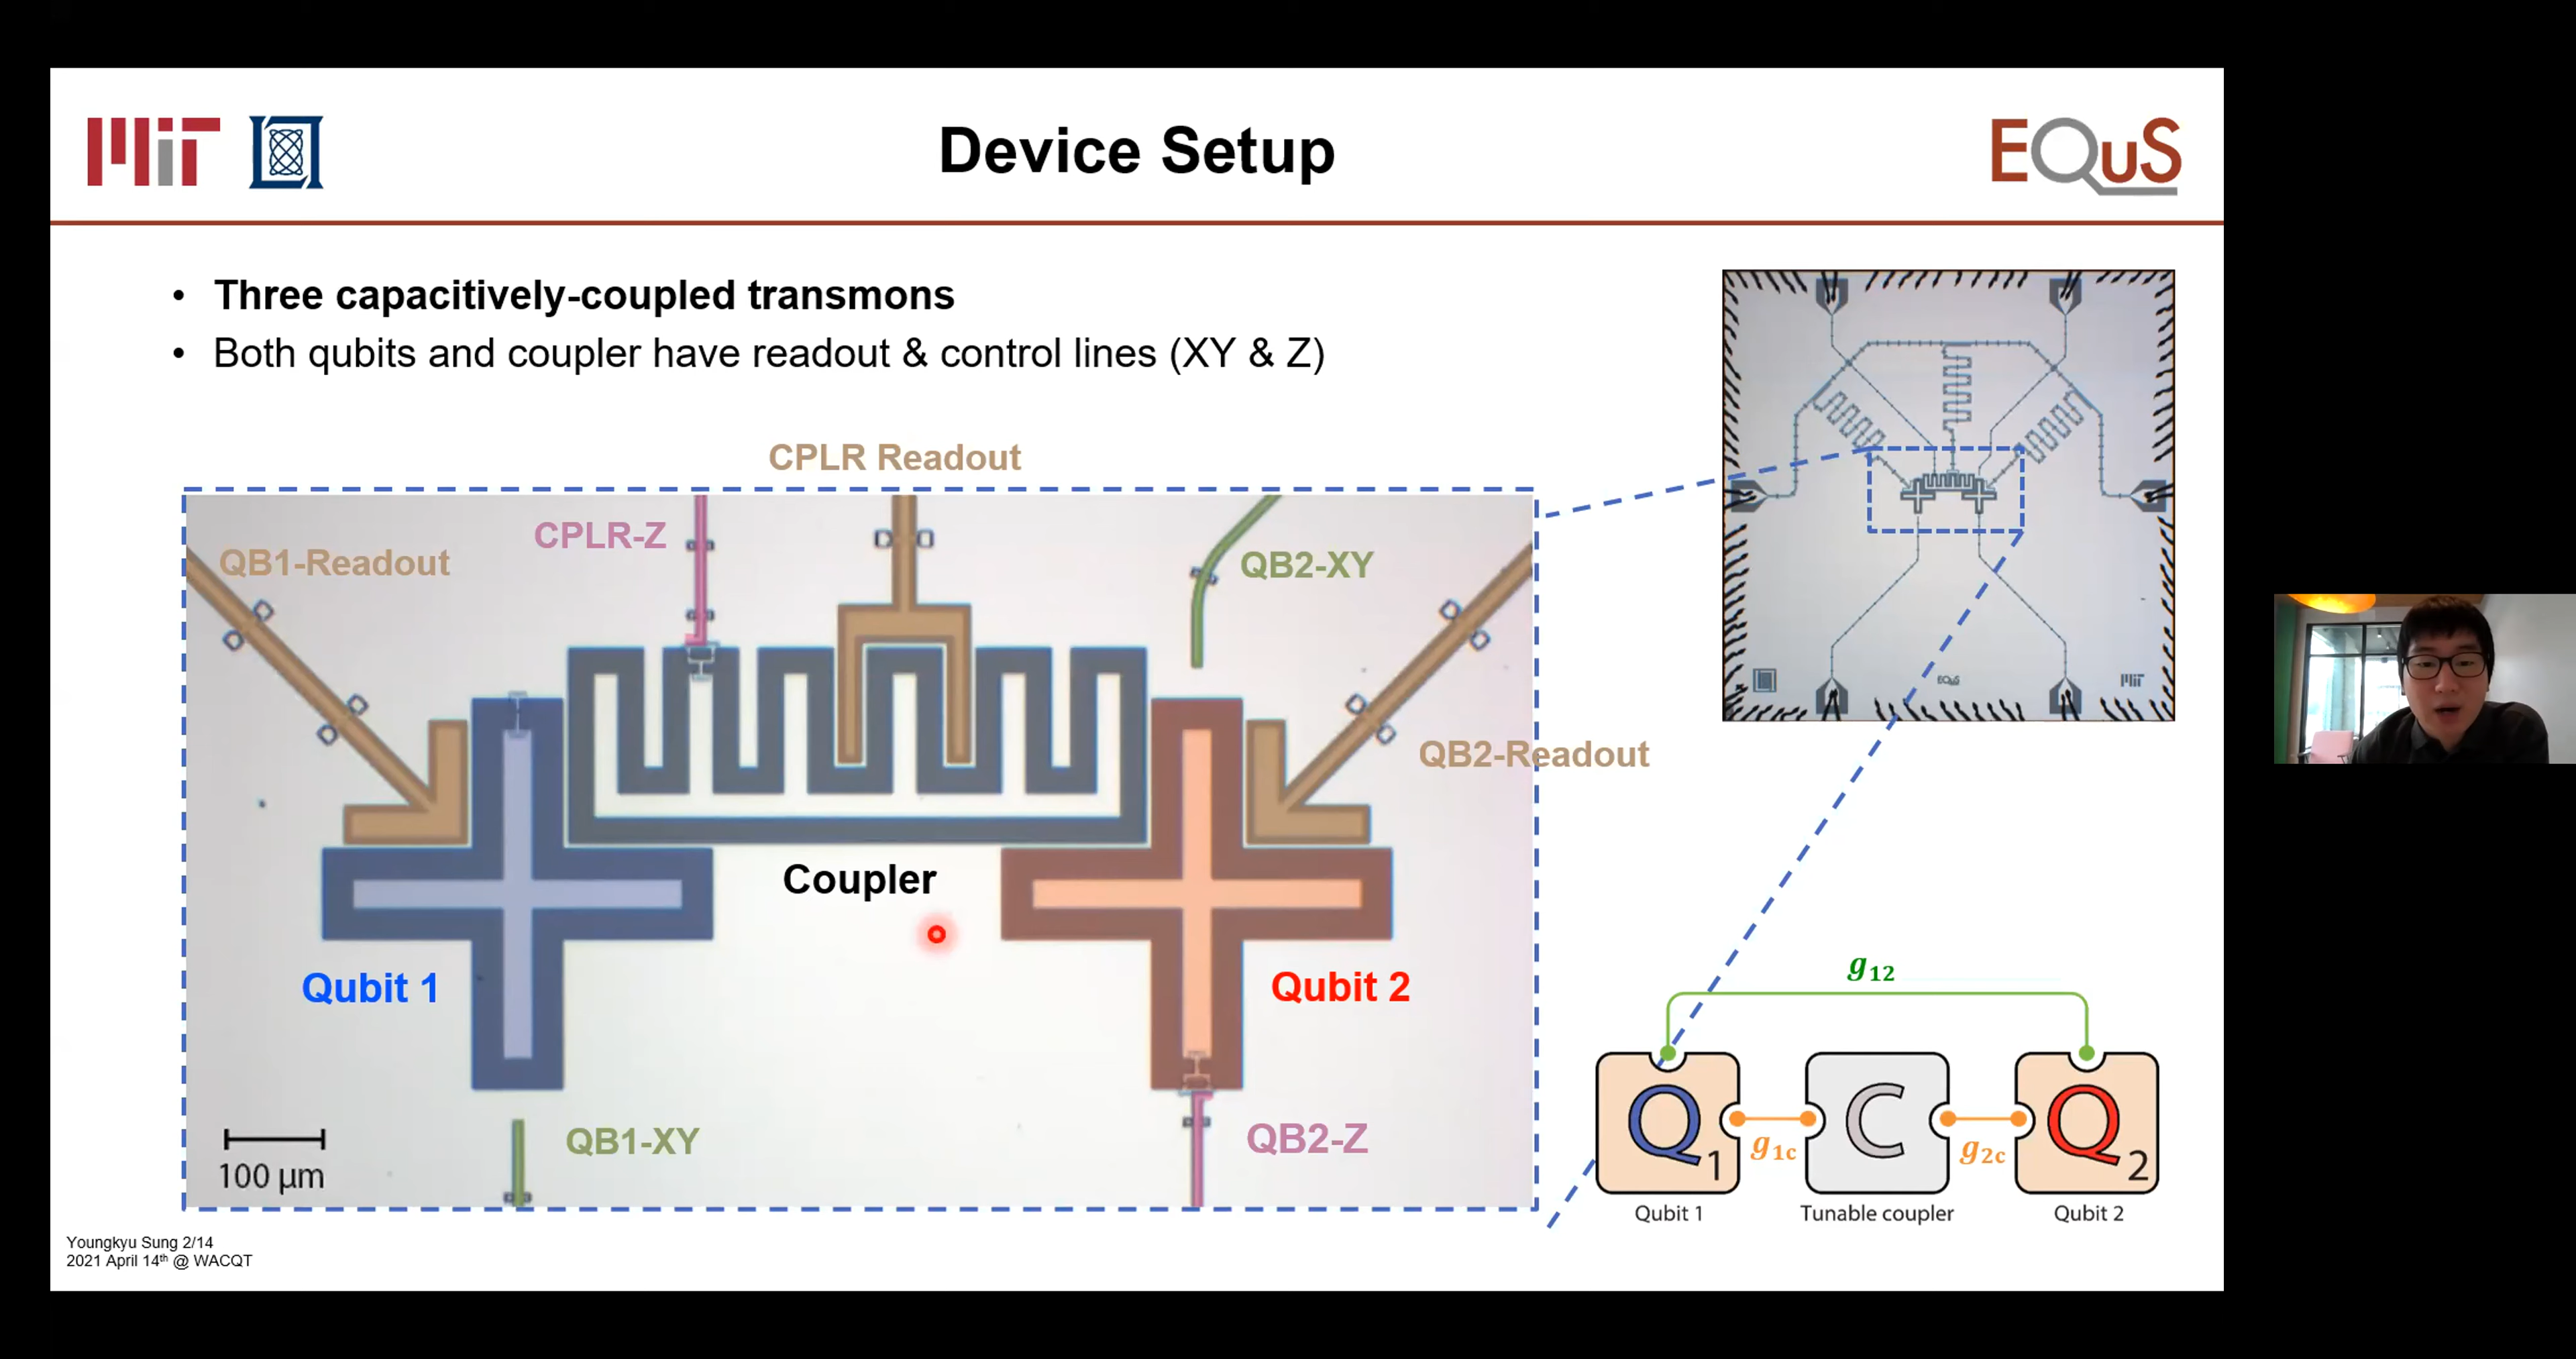 MIT
Device Setup
EQuS
• Three capacitively-coupled transmons
• Both qubits and coupler have readout & control lines (XY & Z)
CPLR Readout
CPLR-Z
QB1-Readout
QB2-XY
QB2-Readout
Coupler
Qubit 1
Qubit 2
QB1-XY
QB2-Z
100 μm
EQuS
MIT
g12
Q1
C
Q2
g1c
g2c
Qubit 1
Tunable coupler
Qubit 2
Youngkyu Sung 2/14
2021 April 14th @ WACQT